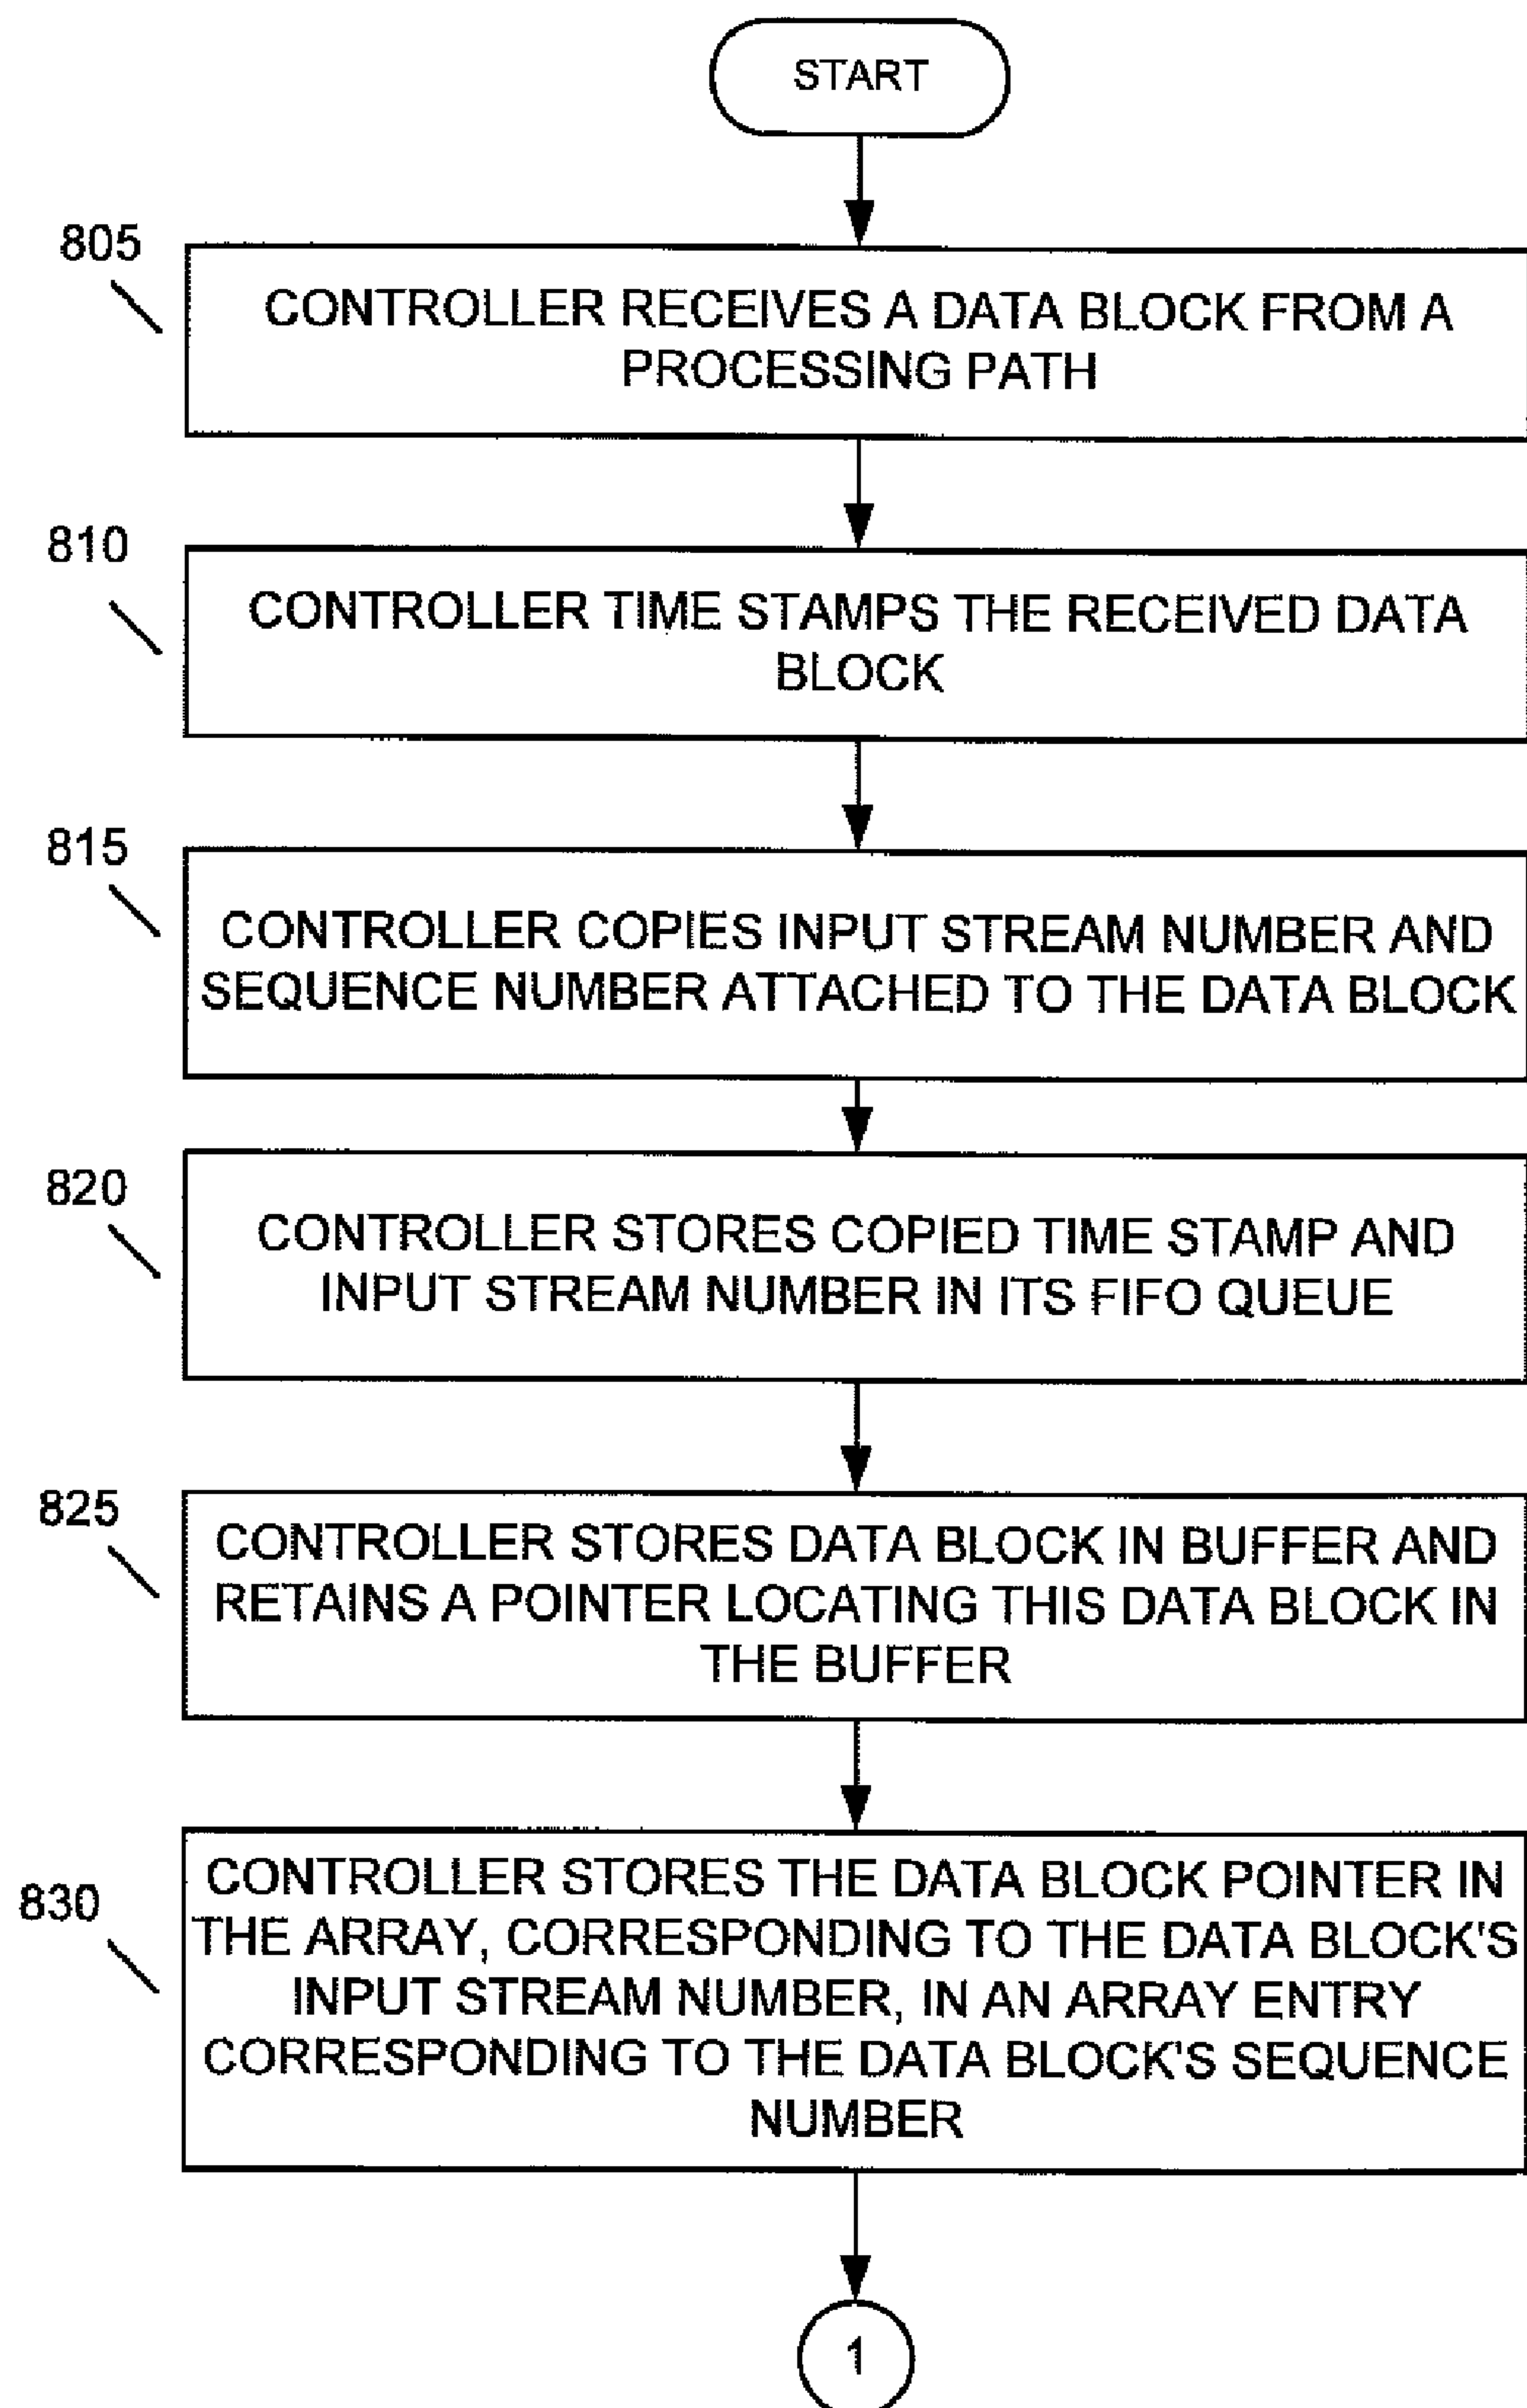 START
805
CONTROLLER RECEIVES A DATA BLOCK FROM A
PROCESSING PATH
810
CONTROLLER TIME STAMPS THE RECEIVED DATA
BLOCK
815
CONTROLLER COPIES INPUT STREAM NUMBER AND
SEQUENCE NUMBER ATTACHED TO THE DATA BLOCK
820
CONTROLLER STORES COPIED TIME STAMP AND
INPUT STREAM NUMBER IN ITS FIFO QUEUE
825
CONTROLLER STORES DATA BLOCK IN BUFFER AND
RETAINS A POINTER LOCATING THIS DATA BLOCK IN
THE BUFFER
830
CONTROLLER STORES THE DATA BLOCK POINTER IN
THE ARRAY, CORRESPONDING TO THE DATA BLOCK'S
INPUT STREAM NUMBER, IN AN ARRAY ENTRY
CORRESPONDING TO THE DATA BLOCK'S SEQUENCE
NUMBER
1